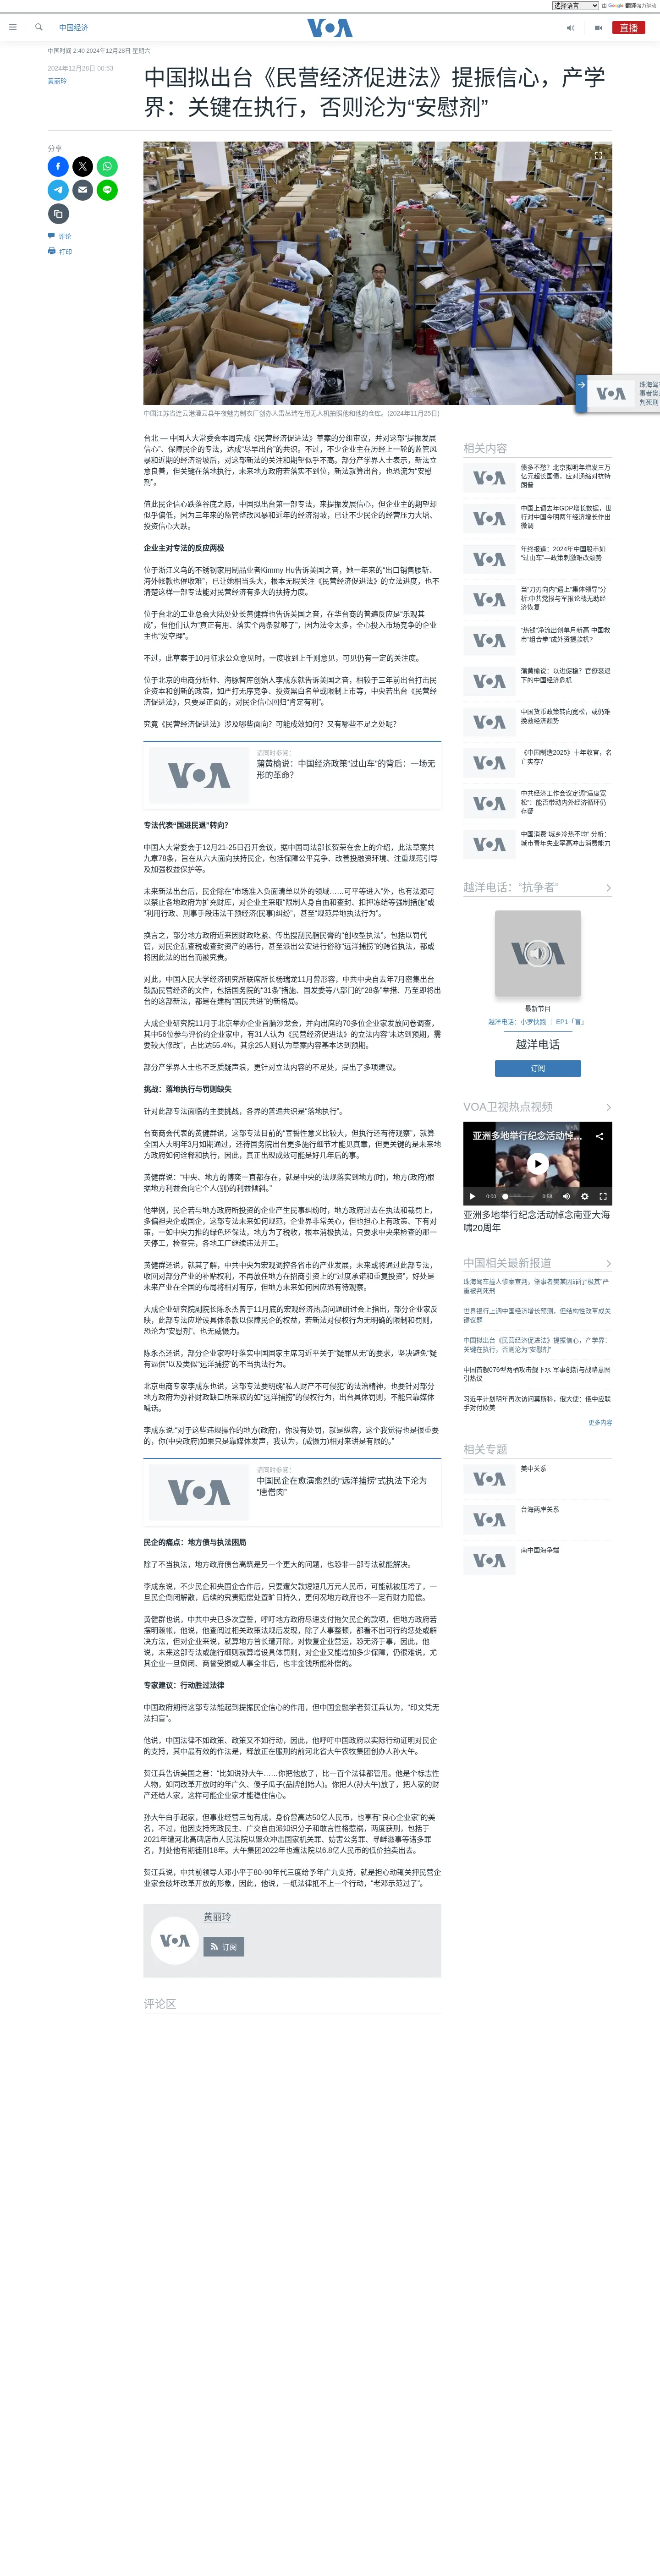 选择语言 由 Google 翻译强力驱动
中国经济
VOA
直播
中国时间 2:40 2024年12月28日 星期六
2024年12月28日 00:53
黄丽玲
中国拟出台《民营经济促进法》提振信心，产学
界：关键在执行，否则沦为“安慰剂”
分享
评论
打印
中国江苏省连云港灌云县午夜魅力制衣厂创办人雷丛瑞在用无人机拍照他和他的仓库。(2024年11月25日)
珠海驾
事者樊
判死刑
台北 — 中国人大常委会本周完成《民营经济促进法》草案的分组审议，并对这部“提振发展
信心”、保障民企的专法，达成“尽早出台”的共识。不过，不少企业主在历经上一轮的监管风
暴和近期的经济滑坡后，对这部新法的关注和期望似乎不高。部分产学界人士表示，新法立
意良善，但关键在落地执行，未来地方政府若落实不到位，新法就算出台，也恐流为“安慰
剂”。
值此民企信心跌落谷底之际，中国拟出台第一部专法，来提振发展信心，但企业主的期望却
似乎偏低，因为三年来的监管整改风暴和近年的经济滑坡，已让不少民企的经营压力大增、
投资信心大跌。
企业主对专法的反应两极
位于浙江义乌的不锈钢家用制品业者Kimmy Hu告诉美国之音，她一年来的“出口销售腰斩、
海外帐款也催收难”，已让她相当头大，根本无暇关注《民营经济促进法》的立法进度，也不
清楚这样一部专法能对民营经济有多大的扶持力度。
位于台北的工业总会大陆处处长黄健群也告诉美国之音，在华台商的普遍反应是“乐观其
成”，但他们认为“真正有用、落实个两条就够了”，因为法令太多，全心投入市场竞争的企业
主也“没空理”。
不过，此草案于10月征求公众意见时，一度收到上千则意见，可见仍有一定的关注度。
位于北京的电商分析师、海豚智库创始人李成东就告诉美国之音，相较于三年前出台打击民
企资本和创新的政策，如严打无序竞争、投资黑白名单或限制上市等，中央若出台《民营经
济促进法》，只要是正面的，对民企信心回归“肯定有利”。
究竟《民营经济促进法》涉及哪些面向？可能成效如何？又有哪些不足之处呢？
VOA
请同时参阅:
蒲黄榆说：中国经济政策“过山车”的背后：一场无
形的革命？
专法代表“国进民退”转向？
中国人大常委会于12月21-25日召开会议，据中国司法部长贺荣在会上的介绍，此法草案共
九章78条，旨在从六大面向扶持民企，包括保障公平竞争、改善投融资环境、注重规范引导
及加强权益保护等。
未来新法出台后，民企除在“市场准入负面清单以外的领域……可平等进入”外，也有法源可
以禁止各地政府为扩充财库，对企业主采取“限制人身自由和查封、扣押冻结等强制措施”或
“利用行政、刑事手段违法干预经济(民事)纠纷”，甚至“规范异地执法行为”。
换言之，部分地方政府近来因财政吃紧、传出搜刮民脂民膏的“创收型执法”，包括以罚代
管，对民企乱查税或查封资产的恶行，甚至派出公安进行俗称“远洋捕捞”的跨省执法，都或
将因此法的出台而被究责。
对此，中国人民大学经济研究所联席所长杨瑞龙11月曾形容，中共中央自去年7月密集出台
鼓励民营经济的文件，包括国务院的“31条”措施、国发委等八部门的“28条”举措、乃至即将出
台的这部新法，都是在建构“国民共进”的新格局。
大成企业研究院11月于北京举办企业首脑沙龙会，并向出席的70多位企业家发放问卷调查，
其中56位参与评价的企业家中，有31人认为《民营经济促进法》的立法内容“未达到预期，需
要较大修改”，占比达55.4%，其余25人则认为草案内容基本达到预期。
部分产学界人士也不乏质疑声浪，更针对立法内容的不足处，提出了多项建议。
挑战：落地执行与罚则缺失
针对此部专法面临的主要挑战，各界的普遍共识是“落地执行”。
台商商会代表的黄健群说，这部专法目前的“宣誓性意义比较大，但执行还有待观察”，就算
全国人大明年3月如期通过，还待国务院出台更多施行细节才能见真章，但更关键的是未来地
方政府如何诠释和执行，因此，真正出现成效可能是好几年后的事。
黄健群说：“中央、地方的博奕一直都存在，就是中央的法规落实到地方(时)，地方(政府)根
据地方利益会向它个人(别)的利益倾斜。”
他举例，民企若与地方政府所投资的企业产生民事纠纷时，地方政府过去在执法和裁罚上，
多偏袒央企或国企，这部专法未来如何规范，企业界非常关心，但也担心上有政策、下有对
策，一如中央力推的绿色环保法，地方为了税收，根本消极执法，只要求中央来检查的那一
天停工，检查完，各地工厂继续违法开工。
黄健群还说，就其了解，中共中央为宏观调控各省市的产业发展，未来或将通过此部专法，
收回对部分产业的补贴权利，不再放任地方在招商引资上的“过度承诺和重复投资”，好处是
未来产业在全国的布局将相对有序，但地方未来如何因应恐有待观察。
大成企业研究院副院长陈永杰曾于11月底的宏观经济热点问题研讨会上指出，部分企业家反
映，此部专法应增设具体条款以保障民企的权益，若新法对侵权行为无明确的限制和罚则，
恐沦为“安慰剂”、也无威慑力。
陈永杰还说，部分企业家呼吁落实中国国家主席习近平关于“疑罪从无”的要求，坚决避免“疑
有逼供”以及类似“远洋捕捞”的不当执法行为。
北京电商专家李成东也说，这部专法要明确“私人财产不可侵犯”的法治精神，也要针对部分
地方政府为弥补财政缺口所采取的如“远洋捕捞”的侵权行为，出台具体罚则，不能只靠媒体
喊话。
李成东说:“对于这些违规操作的地方(政府)，你没有处罚，就是纵容，这个我觉得也是很重要
的，你(中央政府)如果只是靠媒体发声，我认为，(威慑力)相对来讲是有限的。”
VOA
请同时参阅:
中国民企在愈演愈烈的“远洋捕捞”式执法下沦为
“唐僧肉”
民企的痛点：地方债与执法困局
除了不当执法，地方政府债台高筑是另一个更大的问题，也恐非一部专法就能解决。
李成东说，不少民企和央国企合作后，只要遭欠款短短几万元人民币，可能就被压垮了，一
旦民企倒闭解散，后续的究责赔偿处置旷日持久，更何况地方政府也不一定有财力赔偿。
黄健群也说，中共中央已多次宣誓，呼吁地方政府尽速支付拖欠民企的款项，但地方政府若
摆明赖帐，他说，他查阅过相关政策法规后发现，除了人事整顿，都看不出可行的惩处或解
决方法，但对企业来说，就算地方首长遭开除，对恢复企业营运，恐无济于事，因此，他
说，未来这部专法或施行细则就算增设具体罚则，对企业又能增加多少保障，仍很难说，尤
其企业一旦倒闭、商誉受损或人事全非后，也非金钱所能补偿的。
专家建议：行动胜过法律
中国政府期待这部专法能起到提振民企信心的作用，但中国金融学者贺江兵认为，“印文凭无
法扫盲”。
他说，中国法律不如政策、政策又不如行动，因此，他呼吁中国政府以实际行动证明对民企
的支持，其中最有效的作法是，释放正在服刑的前河北省大午农牧集团创办人孙大午。
贺江兵告诉美国之音：“比如说孙大午……你把他放了，比一百个法律都管用。他是个标志性
人物，如同改革开放时的年广久、傻子瓜子(品牌创始人)。你把人(孙大午)放了，把人家的财
产还给人家，这样可能企业家才能稳住信心。
孙大午白手起家，但事业经营三旬有成，身价曾高达50亿人民币，也享有“良心企业家”的美
名，不过，他因支持宪政民主、广交自由派知识分子和敢言性格惹祸，两度获刑，包括于
2021年遭河北高碑店市人民法院以聚众冲击国家机关罪、妨害公务罪、寻衅滋事等诸多罪
名，判处他有期徒刑18年。大午集团2022年也遭法院以6.8亿人民币的低价拍卖出去。
贺江兵说，中共前领导人邓小平于80-90年代三度给予年广九支持，就是担心动辄关押民营企
业家会破坏改革开放的形象，因此，他说，一纸法律抵不上一个行动，“老邓示范过了”。
VOA
黄丽玲
订阅
评论区
相关内容
债多不愁？北京拟明年增发三万
亿元超长国债，应对通缩对抗特
朗普
中国上调去年GDP增长数据，世
行对中国今明两年经济增长作出
微调
年终报道：2024年中国股市如
“过山车”—政策刺激难改颓势
当“刀刃向内”遇上“集体领导”分
析:中共党报与军报论战无助经
济恢复
“热钱”净流出创单月新高 中国救
市“组合拳”成外资提款机?
蒲黄榆说：以进促稳？官僚衰退
下的中国经济危机
中国货币政策转向宽松，或仍难
挽救经济颓势
《中国制造2025》十年收官，名
亡实存？
中共经济工作会议定调“适度宽
松”：能否带动内外经济循环仍
存疑
中国消费“城乡冷热不均” 分析：
城市青年失业率高冲击消费能力
越洋电话：“抗争者”
最新节目
越洋电话：小罗快跑 ｜ EP1「盲」
越洋电话
订阅
VOA卫视热点视频
亚洲多地举行纪念活动悼…
0:00
0:58
亚洲多地举行纪念活动悼念南亚大海
啸20周年
中国相关最新报道
珠海驾车撞人惨案宣判，肇事者樊某因罪行“极其”严
重被判死刑
世界银行上调中国经济增长预测，但结构性改革成关
键议题
中国拟出台《民营经济促进法》提振信心，产学界：
关键在执行，否则沦为“安慰剂”
中国首艘076型两栖攻击舰下水 军事创新与战略意图
引热议
习近平计划明年再次访问莫斯科，俄大使：俄中应联
手对付欧美
更多内容
相关专题
美中关系
台海两岸关系
南中国海争端